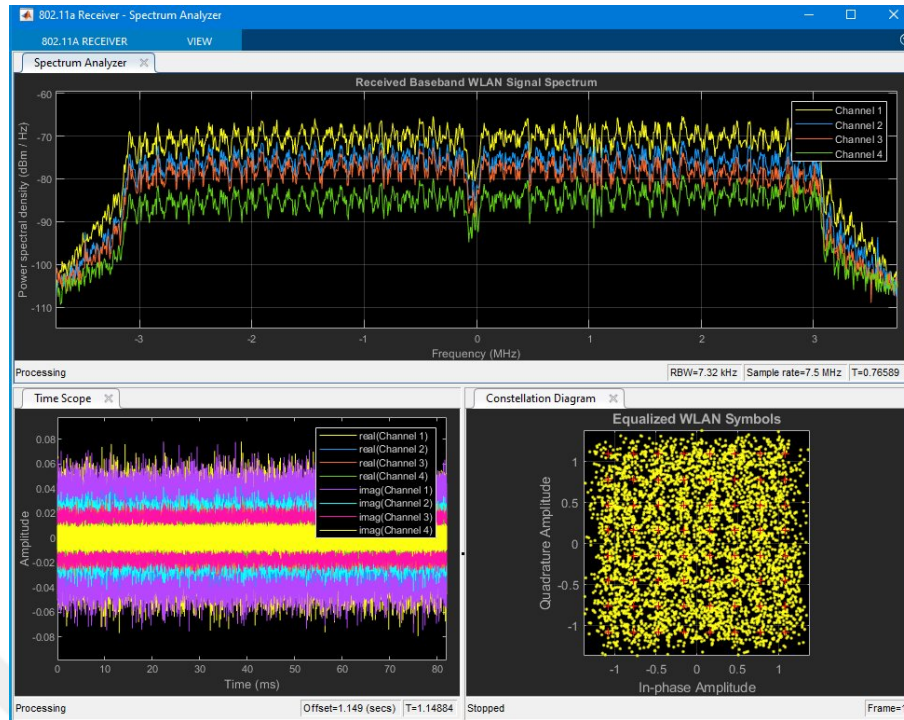 802.11a Receiver - Spectrum Analyzer
802.11A RECEIVER VIEW
Spectrum Analyzer
Received Baseband WLAN Signal Spectrum
-60
-70
-80
-90
-100
-110
Power spectral density (dBm / Hz)
Channel 1
Channel 2
Channel 3
Channel 4
-3 -2 -1 0 1 2 3
Frequency (MHz)
Processing RBW=7.32 kHz Sample rate=7.5 MHz T=0.76589
Time Scope
0.08
0.06
0.04
0.02
0
-0.02
-0.04
-0.06
-0.08
Amplitude
real(Channel 1)
real(Channel 2)
real(Channel 3)
real(Channel 4)
imag(Channel 1)
imag(Channel 2)
imag(Channel 3)
imag(Channel 4)
0 10 20 30 40 50 60 70 80
Time (ms)
Processing Offset=1.149 (secs) T=1.14884
Constellation Diagram
Equalized WLAN Symbols
1
0.5
0
-0.5
-1
Quadrature Amplitude
-1 -0.5 0 0.5 1
In-phase Amplitude
Stopped Frame=1